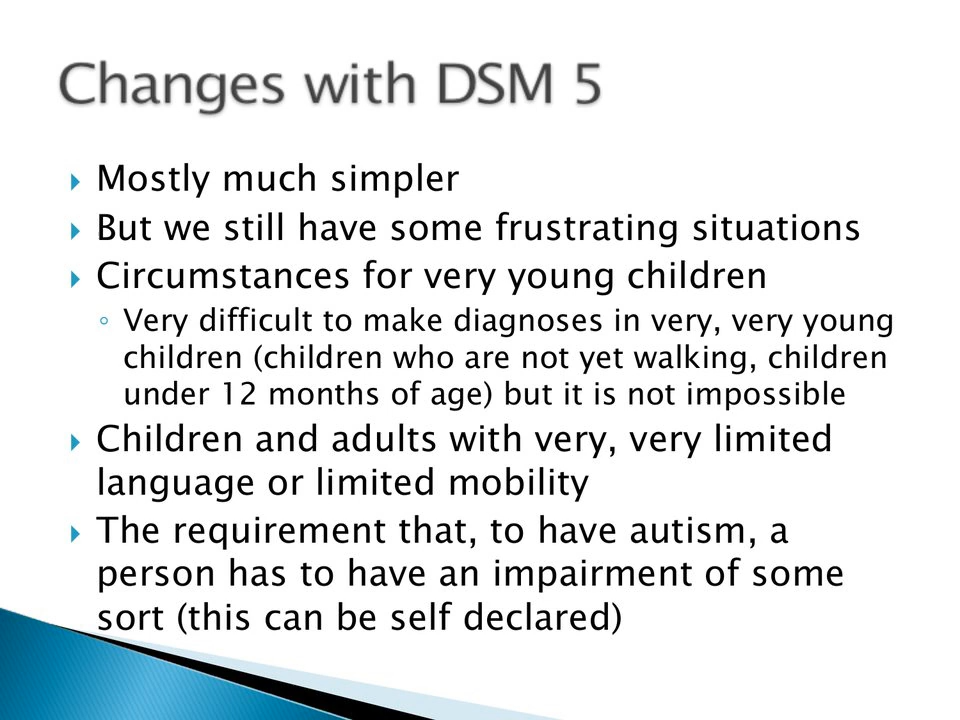 Changes with DSM 5
Mostly much simpler
But we still have some frustrating situations
Circumstances for very young children
Very difficult to make diagnoses in very, very young
children (children who are not yet walking, children
under 12 months of age) but it is not impossible
Children and adults with very, very limited
language or limited mobility
The requirement that, to have autism, a
person has to have an impairment of some
sort (this can be self declared)